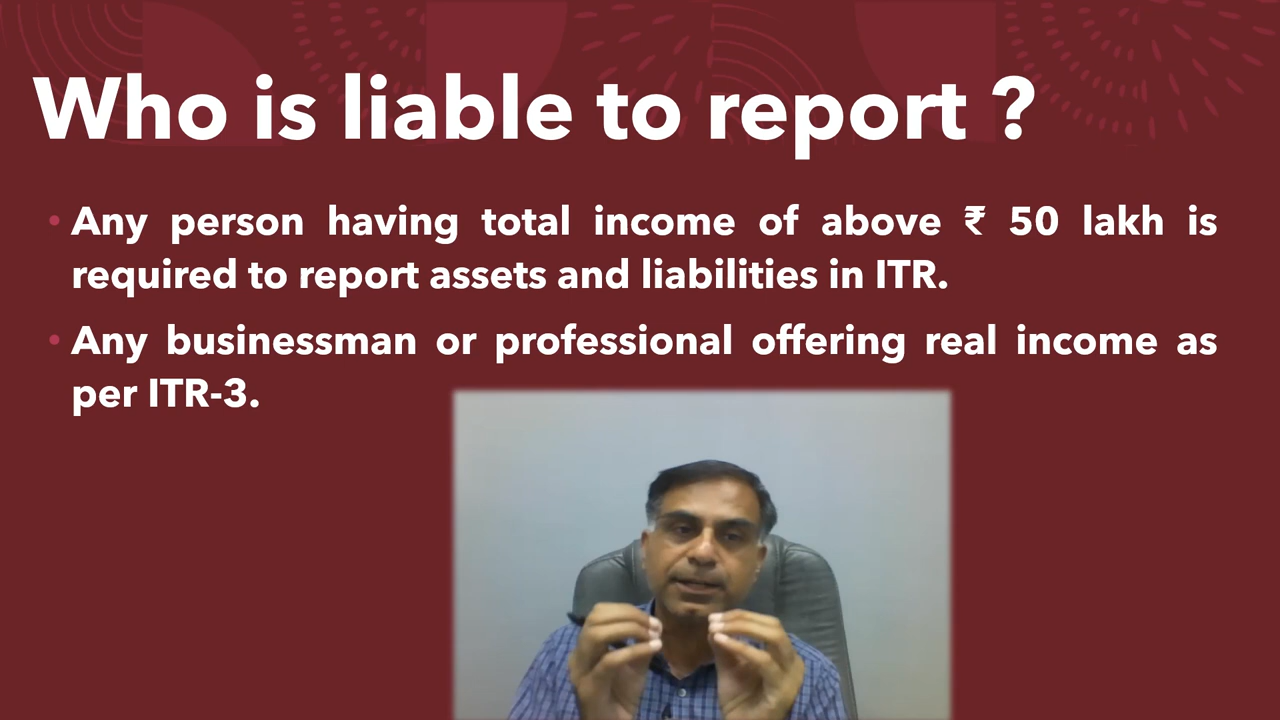 Who is liable to report ?
• Any person having total income of above ₹ 50 lakh is
required to report assets and liabilities in ITR.
• Any businessman or professional offering real income as
per ITR-3.